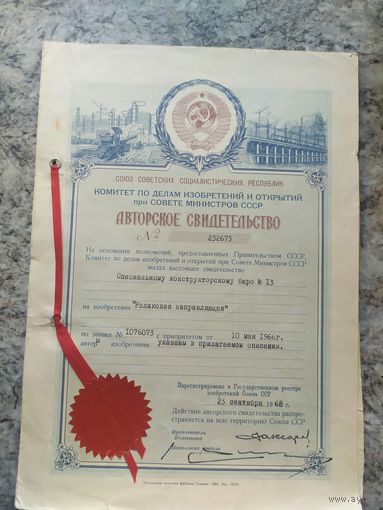 СОЮЗ СОВЕТСКИХ СОЦИАЛИСТИЧЕСКИХ РЕСПУБЛИК
КОМИТЕТ ПО ДЕЛАМ ИЗОБРЕТЕНИЙ И ОТКРЫТИЙ
при СОВЕТЕ МИНИСТРОВ СССР
АВТОРСКОЕ СВИДЕТЕЛЬСТВО
№ 232673
На основании полномочий, предоставленных Правительством СССР,
Комитет по делам изобретений и открытий при Совете Министров СССР
выдал настоящее свидетельство
Специальному конструкторскому бюро № 13
на изобретение "Роликовая направляющая"
по заявке № 1076073 с приоритетом от 10 мая 1966г.
автор ы изобретения: указаны в прилагаемом описании.
Зарегистрировано в Государственном реестре
изобретений Союза ССР
23 сентября 1968 г.
Действие авторского свидетельства распро-
страняется на всю территорию Союза ССР
Председатель
Комитета
Начальник отдела